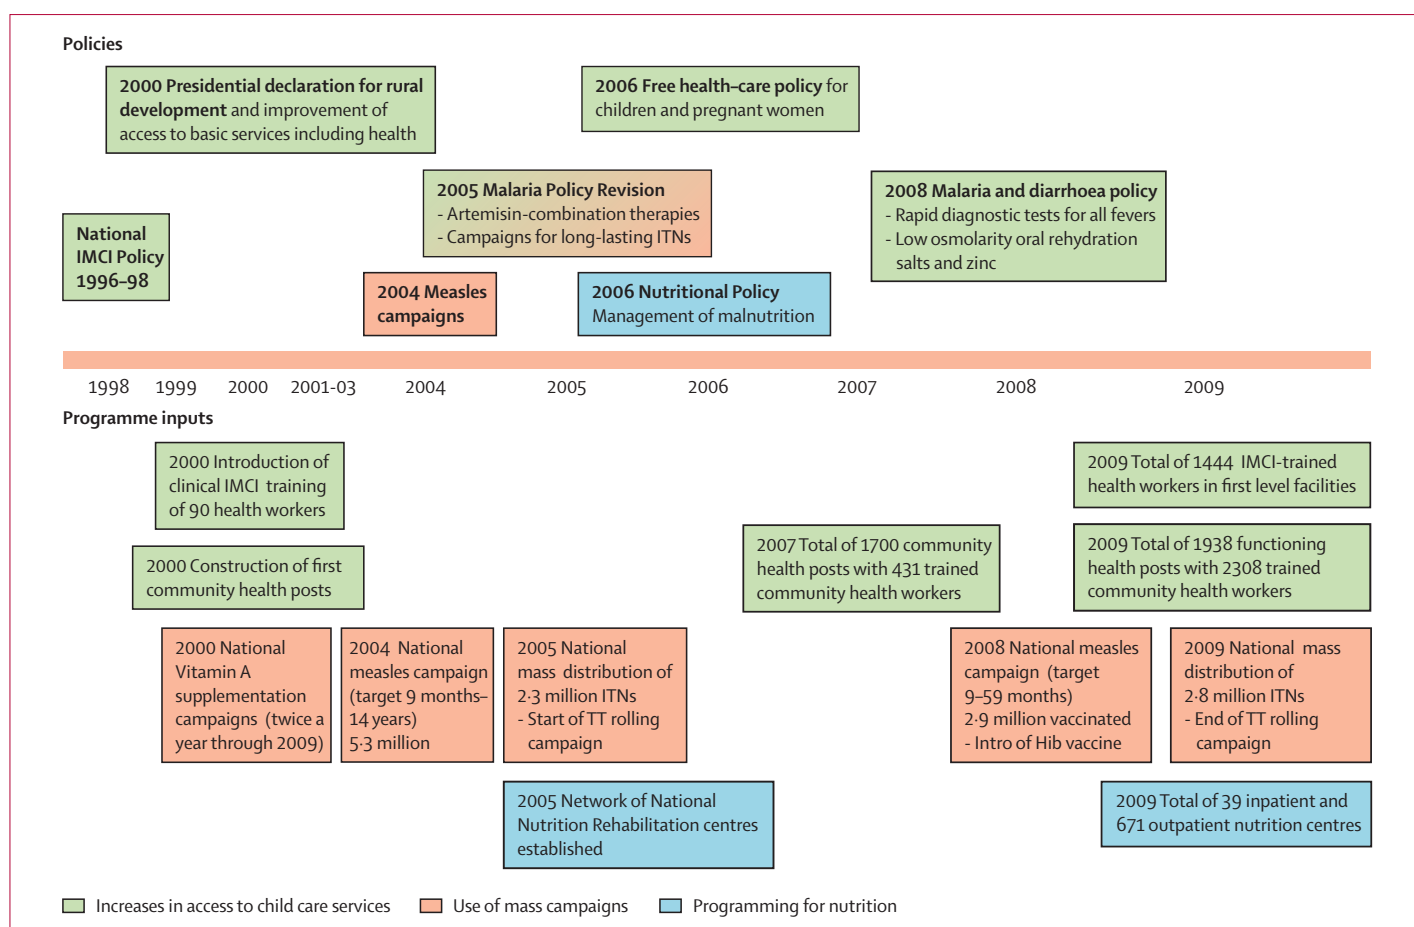 Policies
2000 Presidential declaration for rural
development and improvement of
access to basic services including health
2006 Free health–care policy for
children and pregnant women
2005 Malaria Policy Revision
- Artemisin-combination therapies
- Campaigns for long-lasting ITNs
2008 Malaria and diarrhoea policy
- Rapid diagnostic tests for all fevers
- Low osmolarity oral rehydration
salts and zinc
National
IMCI Policy
1996–98
2004 Measles
campaigns
2006 Nutritional Policy
Management of malnutrition
1998 1999 2000 2001-03 2004 2005 2006 2007 2008 2009
Programme inputs
2000 Introduction of
clinical IMCI training
of 90 health workers
2009 Total of 1444 IMCI-trained
health workers in first level facilities
2000 Construction of first
community health posts
2007 Total of 1700 community
health posts with 431 trained
community health workers
2009 Total of 1938 functioning
health posts with 2308 trained
community health workers
2000 National
Vitamin A
supplementation
campaigns (twice a
year through 2009)
2004 National
measles campaign
(target 9 months–
14 years)
5·3 million
2005 National
mass distribution of
2·3 million ITNs
- Start of TT rolling
campaign
2008 National measles
campaign (target
9–59 months)
2·9 million vaccinated
- Intro of Hib vaccine
2009 National mass
distribution of
2·8 million ITNs
- End of TT rolling
campaign
2005 Network of National
Nutrition Rehabilitation centres
established
2009 Total of 39 inpatient and
671 outpatient nutrition centres
Increases in access to child care services Use of mass campaigns Programming for nutrition